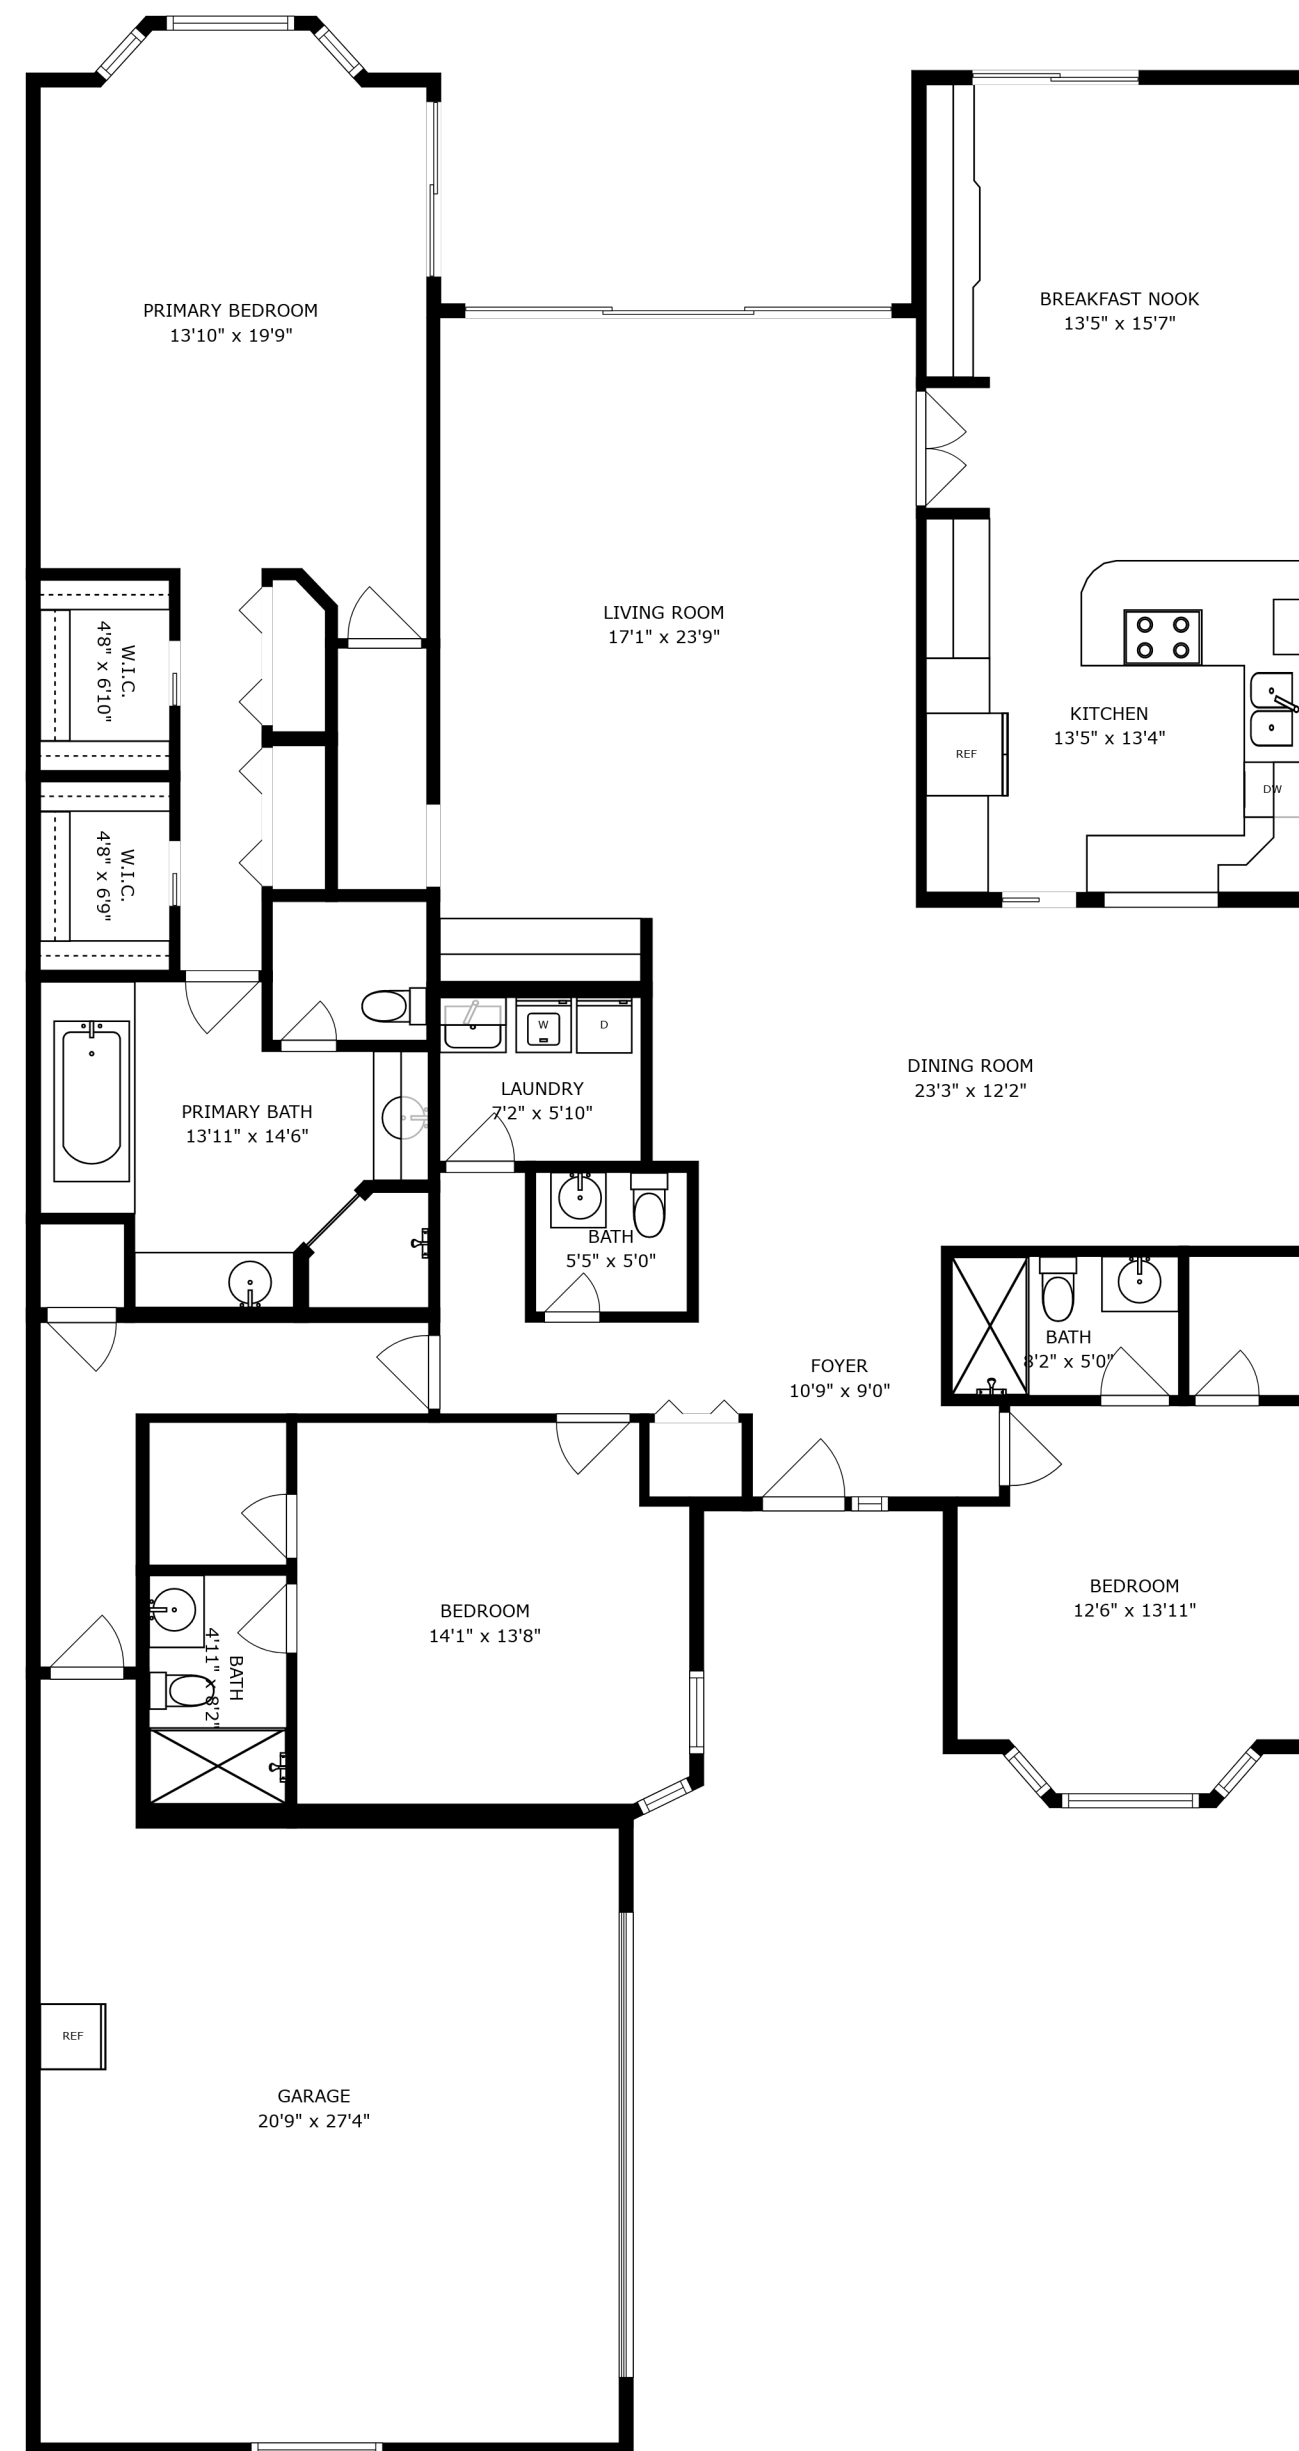 PRIMARY BEDROOM
13'10" x 19'9"
BREAKFAST NOOK
13'5" x 15'7"
LIVING ROOM
17'1" x 23'9"
W.I.C.
4'8" x 6'10"
KITCHEN
13'5" x 13'4"
REF
DW
W.I.C.
4'8" x 6'9"
W
D
LAUNDRY
7'2" x 5'10"
DINING ROOM
23'3" x 12'2"
PRIMARY BATH
13'11" x 14'6"
BATH
5'5" x 5'0"
BATH
8'2" x 5'0"
FOYER
10'9" x 9'0"
BEDROOM
14'1" x 13'8"
BEDROOM
12'6" x 13'11"
BATH
4'11" x 8'2"
REF
GARAGE
20'9" x 27'4"